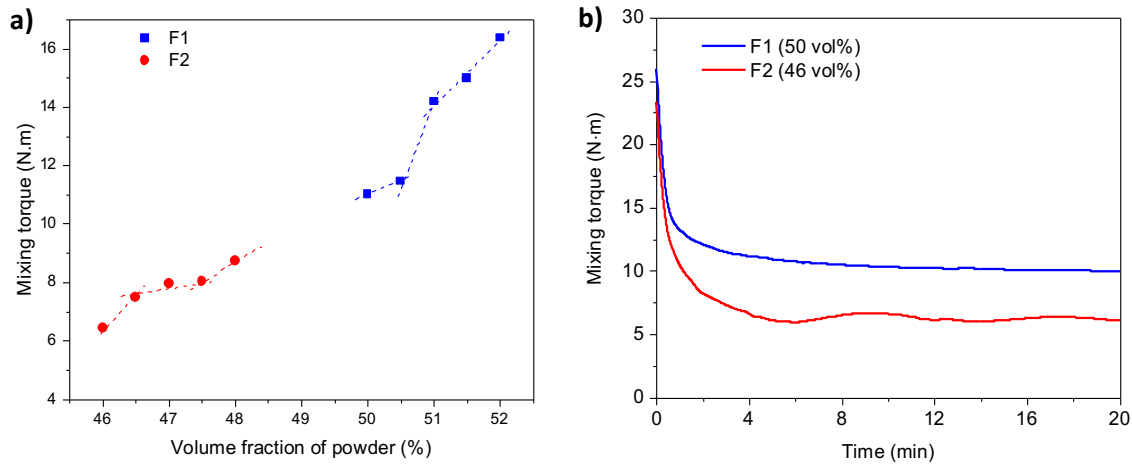 a)
F1
F2
Mixing torque (N.m)
16
14
12
10
8
6
4
46 47 48 49 50 51 52
Volume fraction of powder (%)
b)
F1 (50 vol%)
F2 (46 vol%)
Mixing torque (N·m)
30
25
20
15
10
5
0
0 4 8 12 16 20
Time (min)